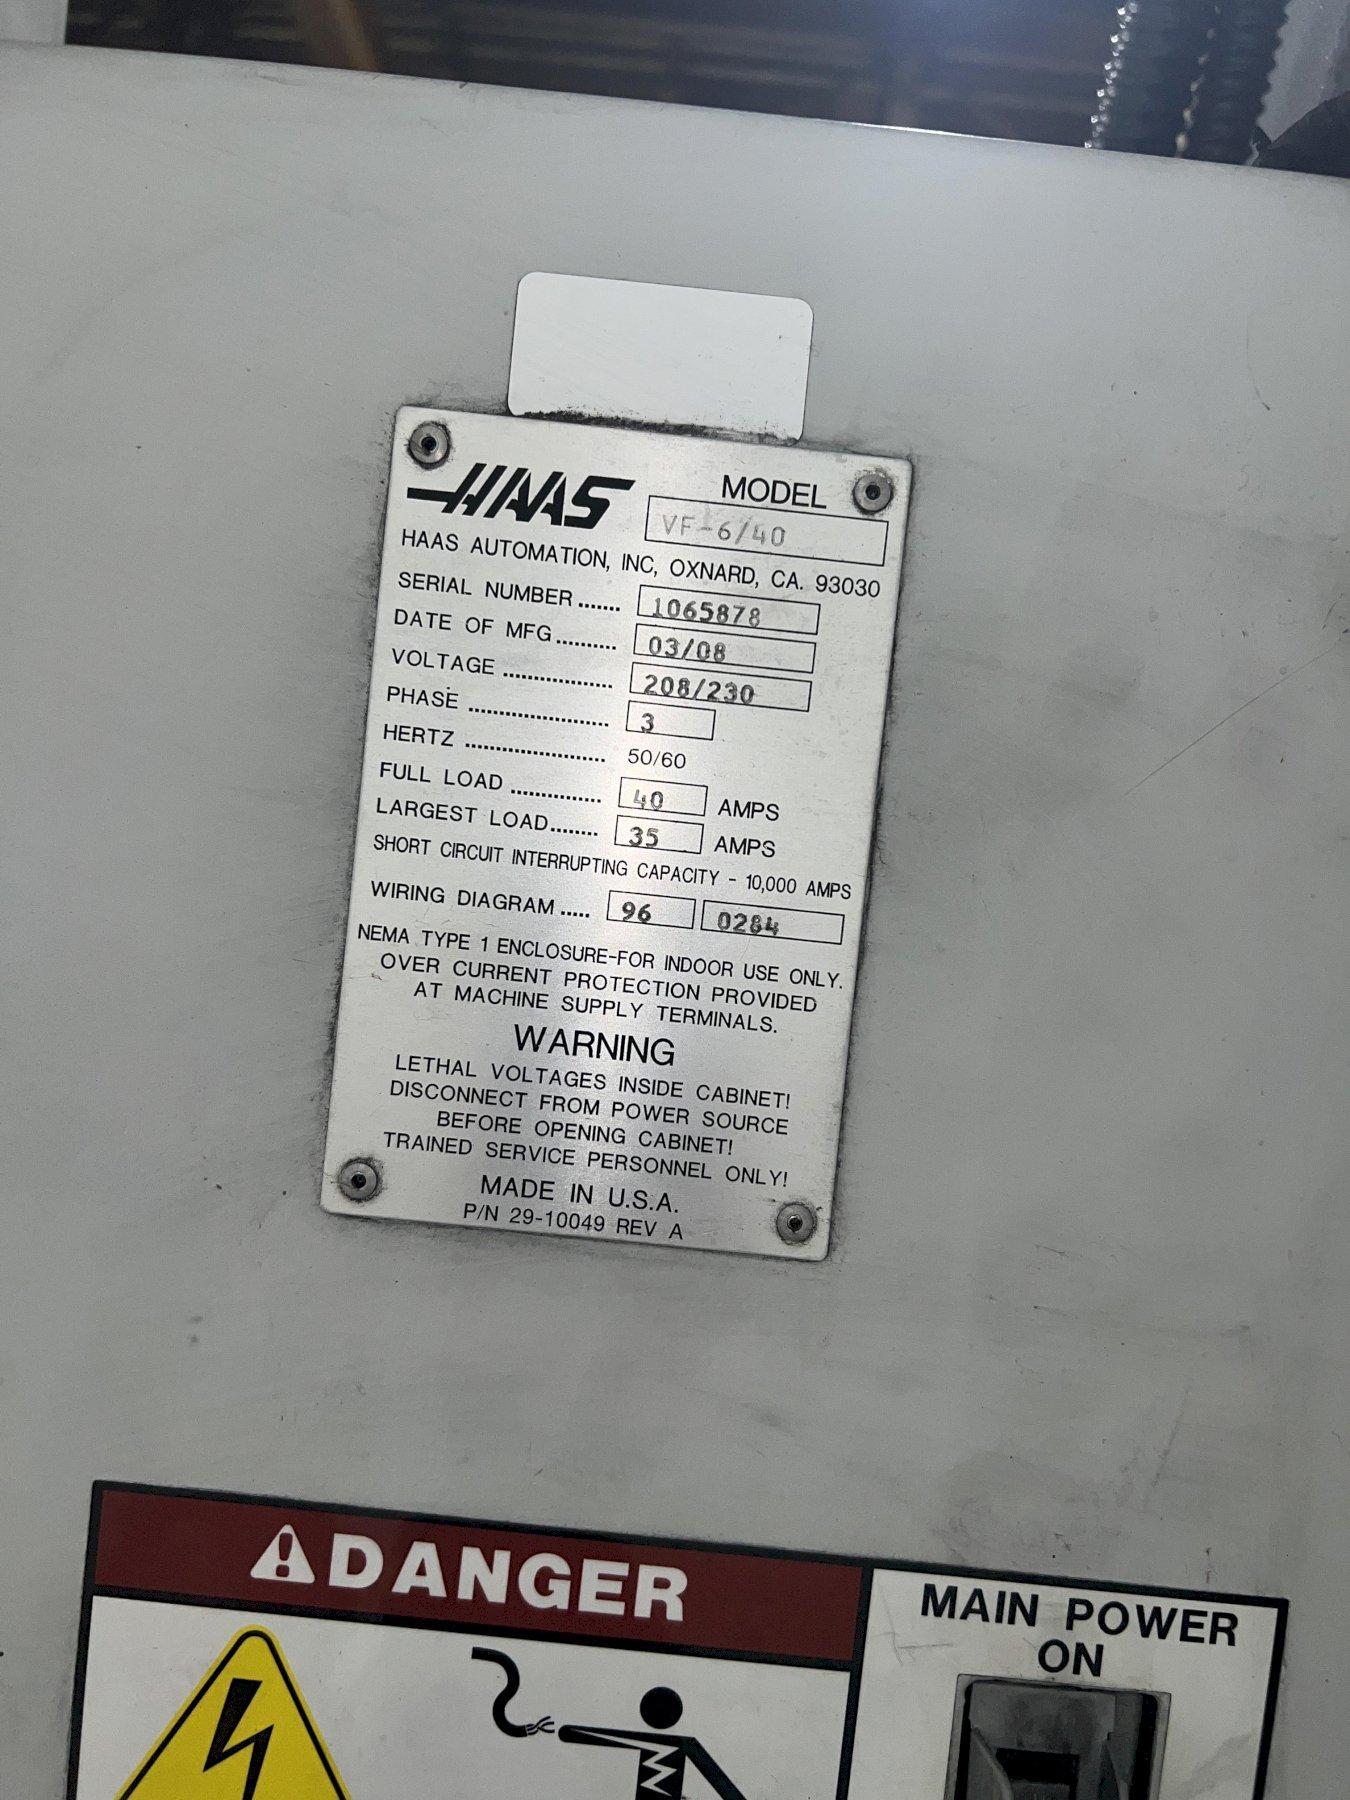 HAAS
MODEL
VF-6/40
HAAS AUTOMATION, INC, OXNARD, CA. 93030
SERIAL NUMBER ....... 1065878
DATE OF MFG .......... 03/08
VOLTAGE .................. 208/230
PHASE ....................... 3
HERTZ ....................... 50/60
FULL LOAD ............... 40 AMPS
LARGEST LOAD........ 35 AMPS
SHORT CIRCUIT INTERRUPTING CAPACITY - 10,000 AMPS
WIRING DIAGRAM ..... 96 0284
NEMA TYPE 1 ENCLOSURE-FOR INDOOR USE ONLY.
OVER CURRENT PROTECTION PROVIDED
AT MACHINE SUPPLY TERMINALS.
WARNING
LETHAL VOLTAGES INSIDE CABINET!
DISCONNECT FROM POWER SOURCE
BEFORE OPENING CABINET!
TRAINED SERVICE PERSONNEL ONLY!
MADE IN U.S.A.
P/N 29-10049 REV A
DANGER
MAIN POWER
ON